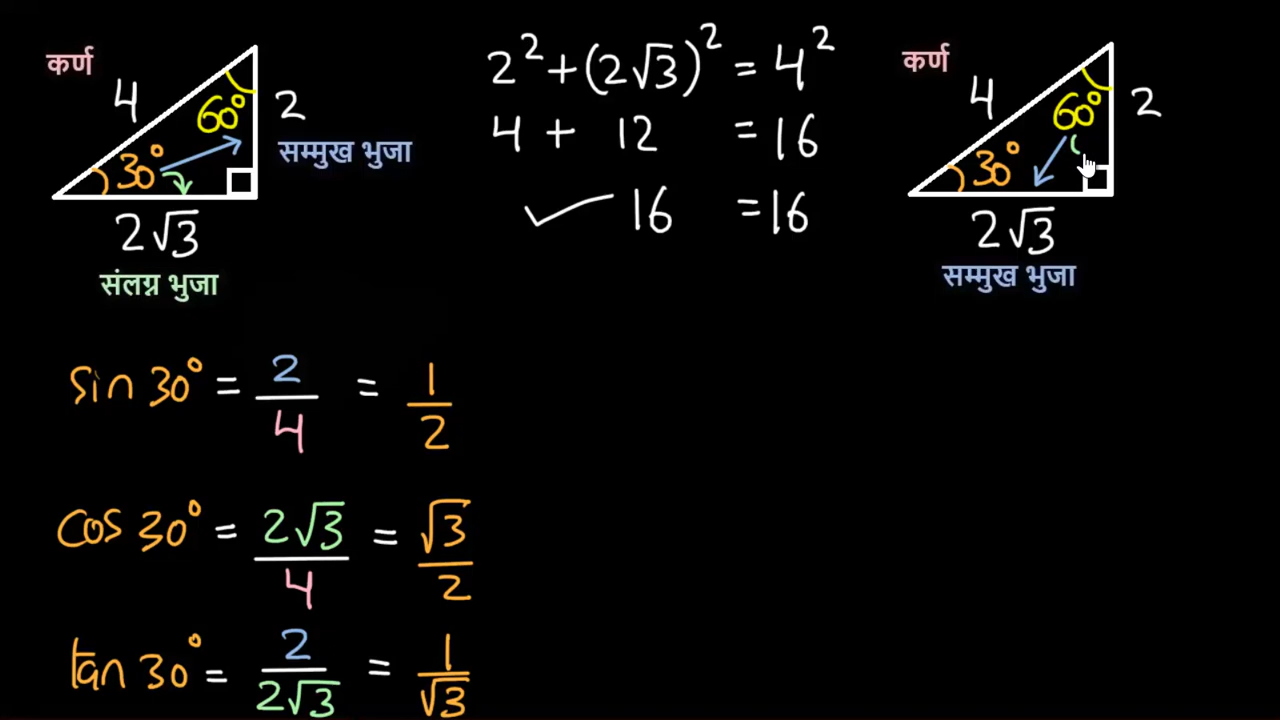 कर्ण
4
60°
2
30°
सम्मुख भुजा
2√3
संलग्न भुजा
2² + (2√3)² = 4²
4 + 12 = 16
✓ 16 = 16
कर्ण
4
60°
2
30°
2√3
सम्मुख भुजा
sin 30° = 2/4 = 1/2
cos 30° = 2√3/4 = √3/2
tan 30° = 2/2√3 = 1/√3